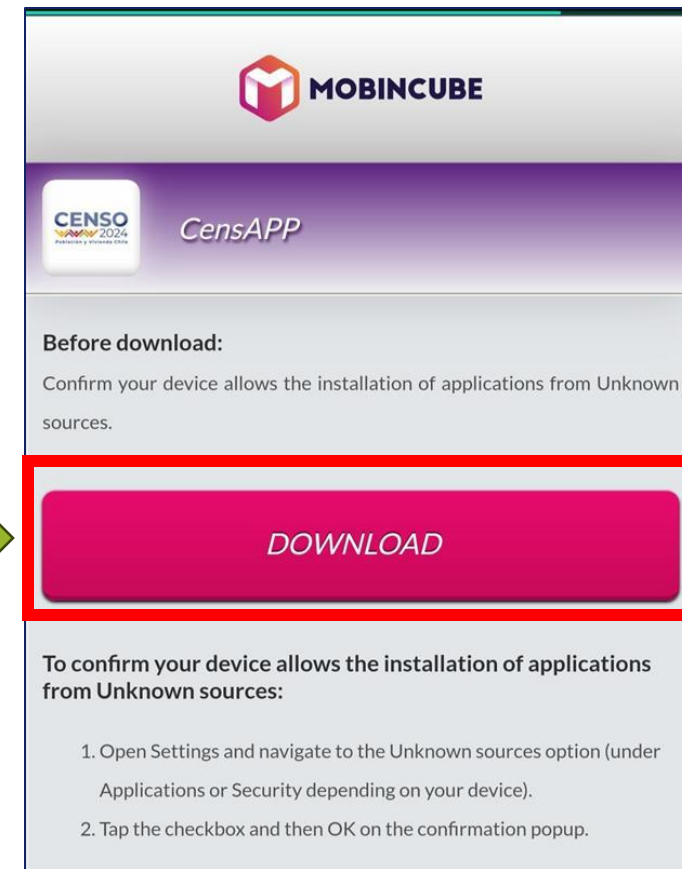 MOBINCUBE
CENSO
2024
Población y Vivienda Chile
CensAPP
Before download:
Confirm your device allows the installation of applications from Unknown
sources.
DOWNLOAD
To confirm your device allows the installation of applications
from Unknown sources:
1. Open Settings and navigate to the Unknown sources option (under
Applications or Security depending on your device).
2. Tap the checkbox and then OK on the confirmation popup.